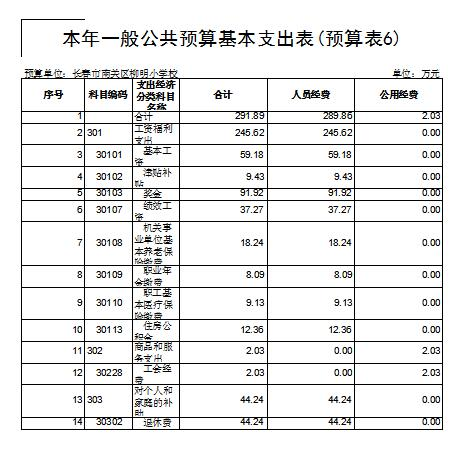 本年一般公共预算基本支出表(预算表6)
预算单位：长春市南关区柳明小学校 单位：万元
序号 科目编码 支出经济分类科目名称 合计 人员经费 公用经费
1 合计 291.89 289.86 2.03
2 301 工资福利支出 245.62 245.62 0.00
3 30101 基本工资 59.18 59.18 0.00
4 30102 津贴补贴 9.43 9.43 0.00
5 30103 奖金 91.92 91.92 0.00
6 30107 绩效工资 37.27 37.27 0.00
7 30108 机关事业单位基本养老保险缴费 18.24 18.24 0.00
8 30109 职业年金缴费 8.09 8.09 0.00
9 30110 职工基本医疗保险缴费 9.13 9.13 0.00
10 30113 住房公积金 12.36 12.36 0.00
11 302 商品和服务支出 2.03 0.00 2.03
12 30228 工会经费 2.03 0.00 2.03
13 303 对个人和家庭的补助 44.24 44.24 0.00
14 30302 退休费 44.24 44.24 0.00